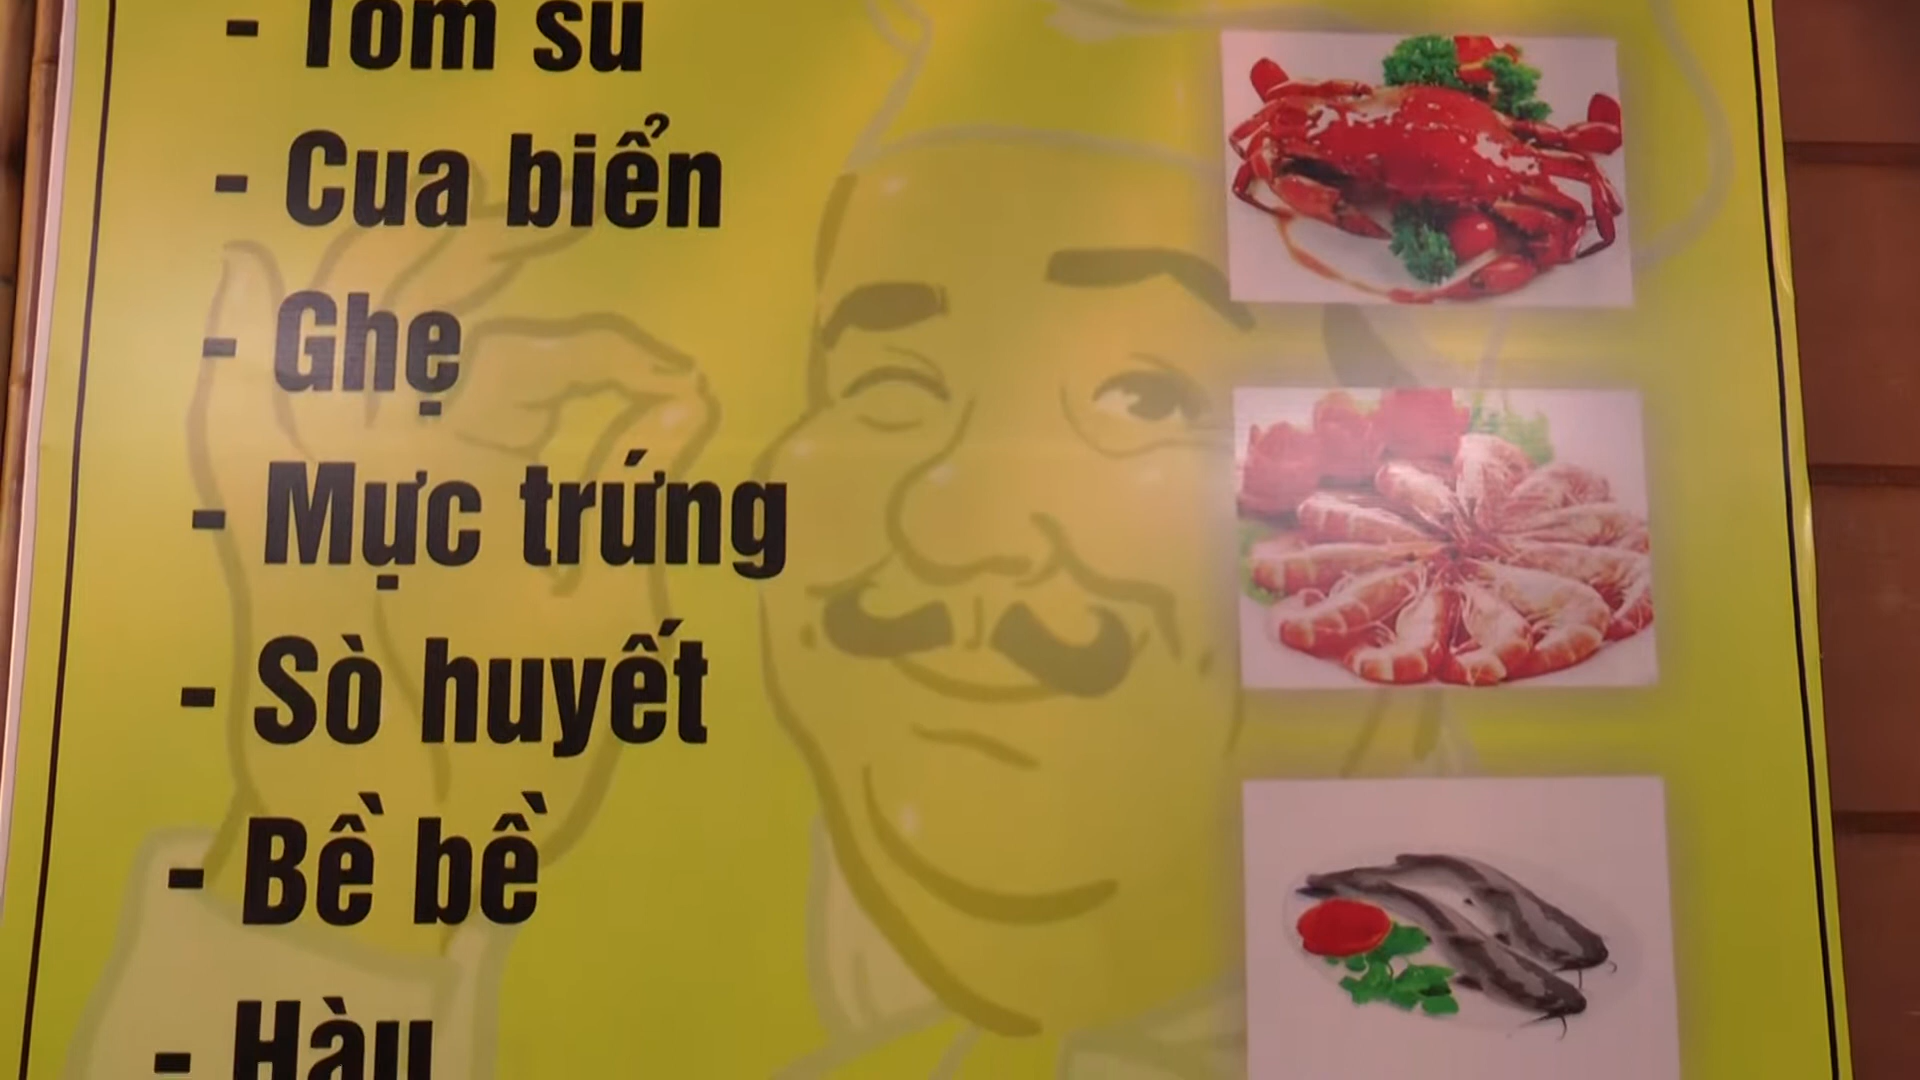 - Tôm sú
- Cua biển
- Ghẹ
- Mực trứng
- Sò huyết
- Bề bề
- Hàu